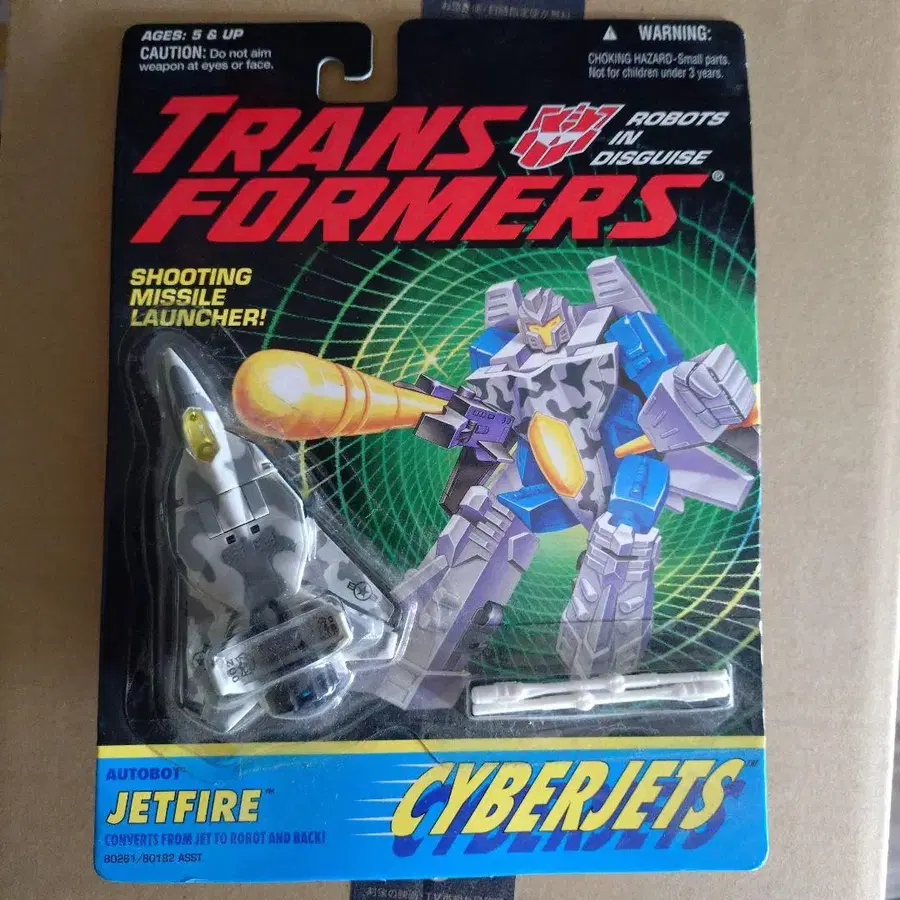 AGES: 5 & UP
CAUTION: Do not aim
weapon at eyes or face.
WARNING:
CHOKING HAZARD-Small parts.
Not for children under 3 years.
TRANS
FORMERS®
ROBOTS
IN
DISGUISE
SHOOTING
MISSILE
LAUNCHER!
AUTOBOT
JETFIRE™
CONVERTS FROM JET TO ROBOT AND BACK!
80261/80182 ASST.
CYBERJETS™